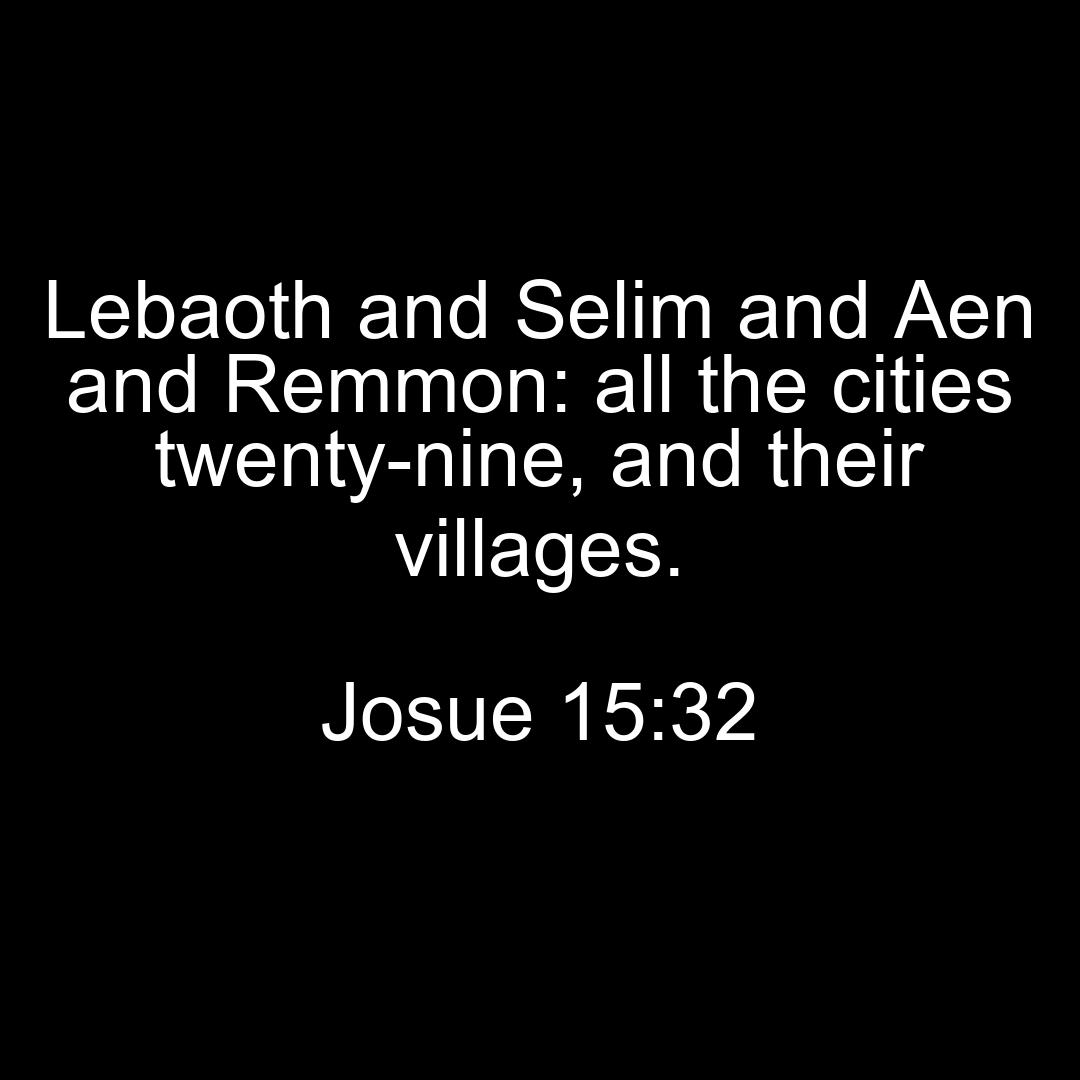 Lebaoth and Selim and Aen
and Remmon: all the cities
twenty-nine, and their
villages.
Josue 15:32